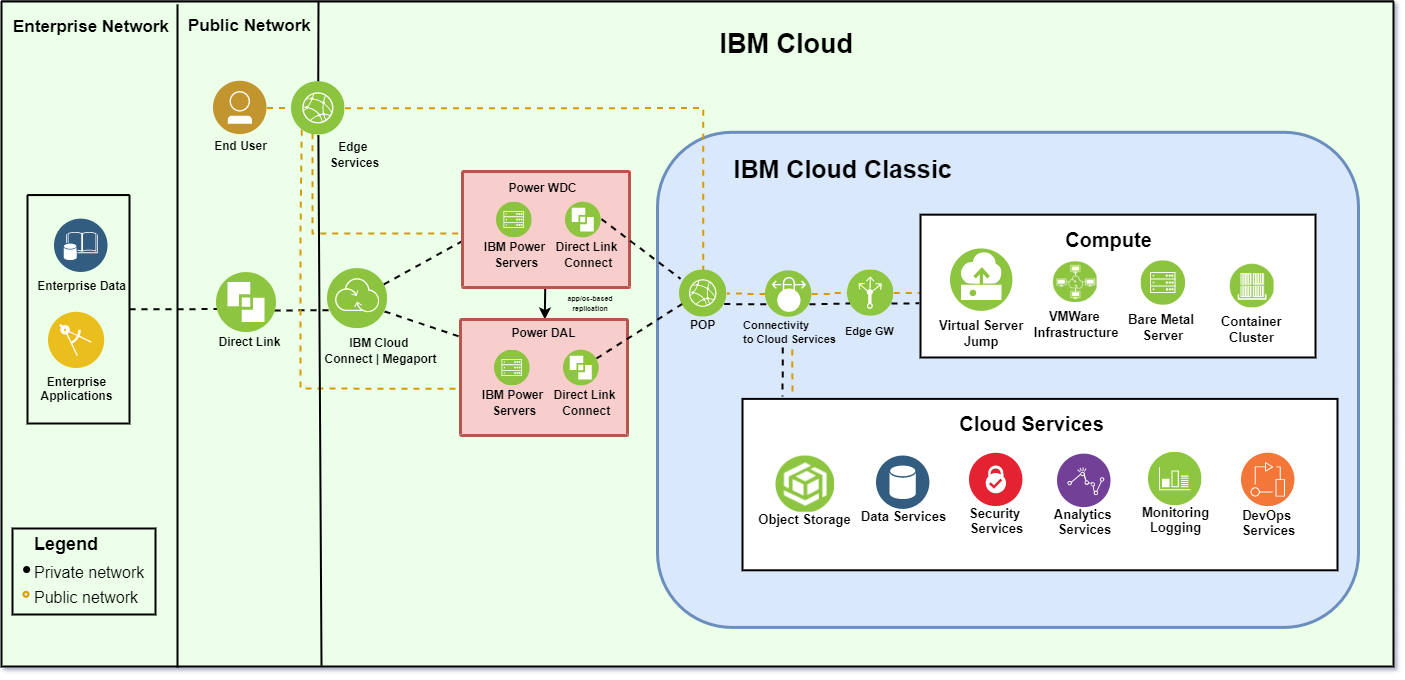 Enterprise Network
Public Network
IBM Cloud
End User
Edge
Services
IBM Cloud Classic
Power WDC
IBM Power
Servers
Direct Link
Connect
Enterprise Data
Enterprise
Applications
Direct Link
IBM Cloud
Connect | Megaport
app/os-based
replication
Power DAL
IBM Power
Servers
Direct Link
Connect
POP
Connectivity
to Cloud Services
Edge GW
Compute
Virtual Server
Jump
VMWare
Infrastructure
Bare Metal
Server
Container
Cluster
Cloud Services
Object Storage
Data Services
Security
Services
Analytics
Services
Monitoring
Logging
DevOps
Services
Legend
Private network
Public network